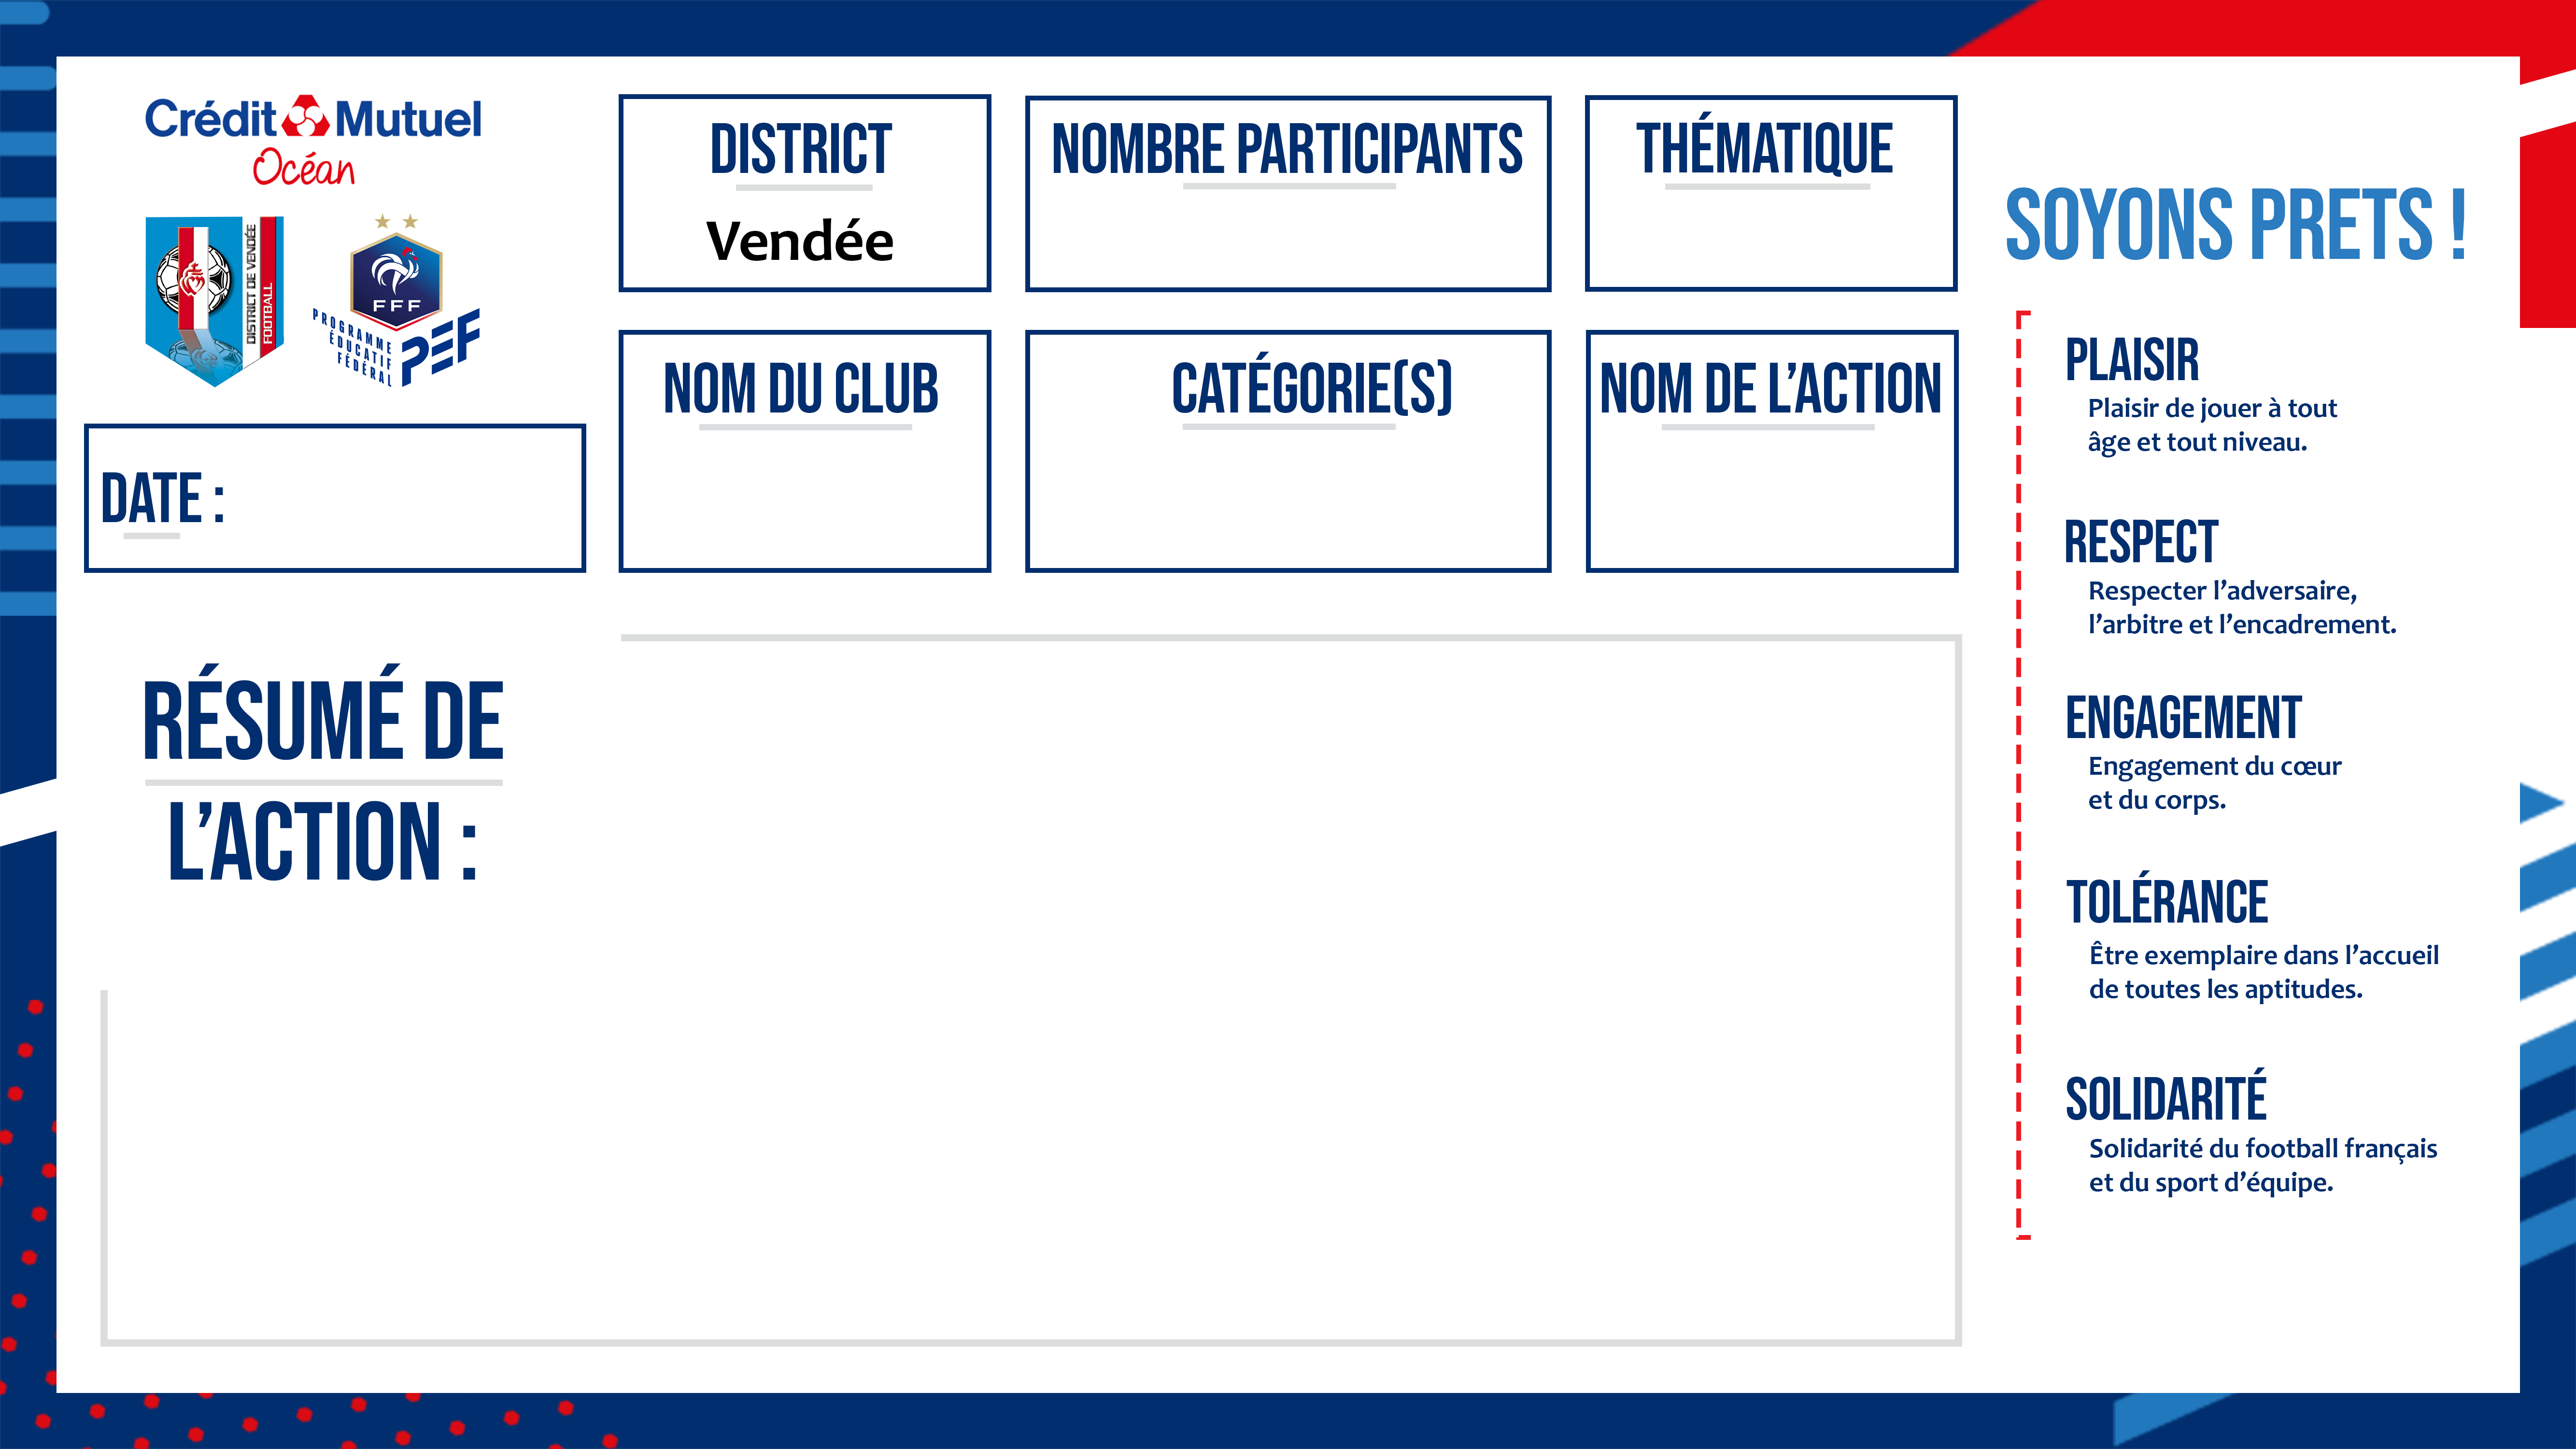 Crédit Mutuel
Océan
DISTRICT DE VENDÉE
FOOTBALL
FFF
PROGRAMME
ÉDUCATIF
FÉDÉRAL
PEF
DATE :
DISTRICT
Vendée
NOMBRE PARTICIPANTS
THÉMATIQUE
NOM DU CLUB
CATÉGORIE(S)
NOM DE L’ACTION
RÉSUMÉ DE
L’ACTION :
SOYONS PRETS !
PLAISIR
Plaisir de jouer à tout
âge et tout niveau.
RESPECT
Respecter l’adversaire,
l’arbitre et l’encadrement.
ENGAGEMENT
Engagement du cœur
et du corps.
TOLÉRANCE
Être exemplaire dans l’accueil
de toutes les aptitudes.
SOLIDARITÉ
Solidarité du football français
et du sport d’équipe.